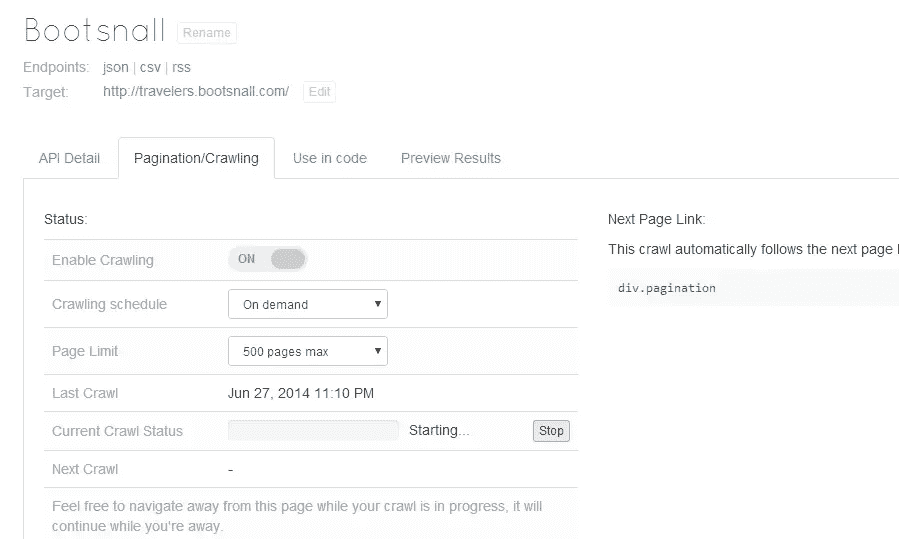 Bootsnall Rename
Endpoints: json | csv | rss
Target: http://travelers.bootsnall.com/ Edit
API Detail Pagination/Crawling Use in code Preview Results
Status:
Enable Crawling ON
Crawling schedule On demand
Page Limit 500 pages max
Last Crawl Jun 27, 2014 11:10 PM
Current Crawl Status Starting... Stop
Next Crawl -
Feel free to navigate away from this page while your crawl is in progress, it will
continue while you're away.
Next Page Link:
This crawl automatically follows the next page
div.pagination